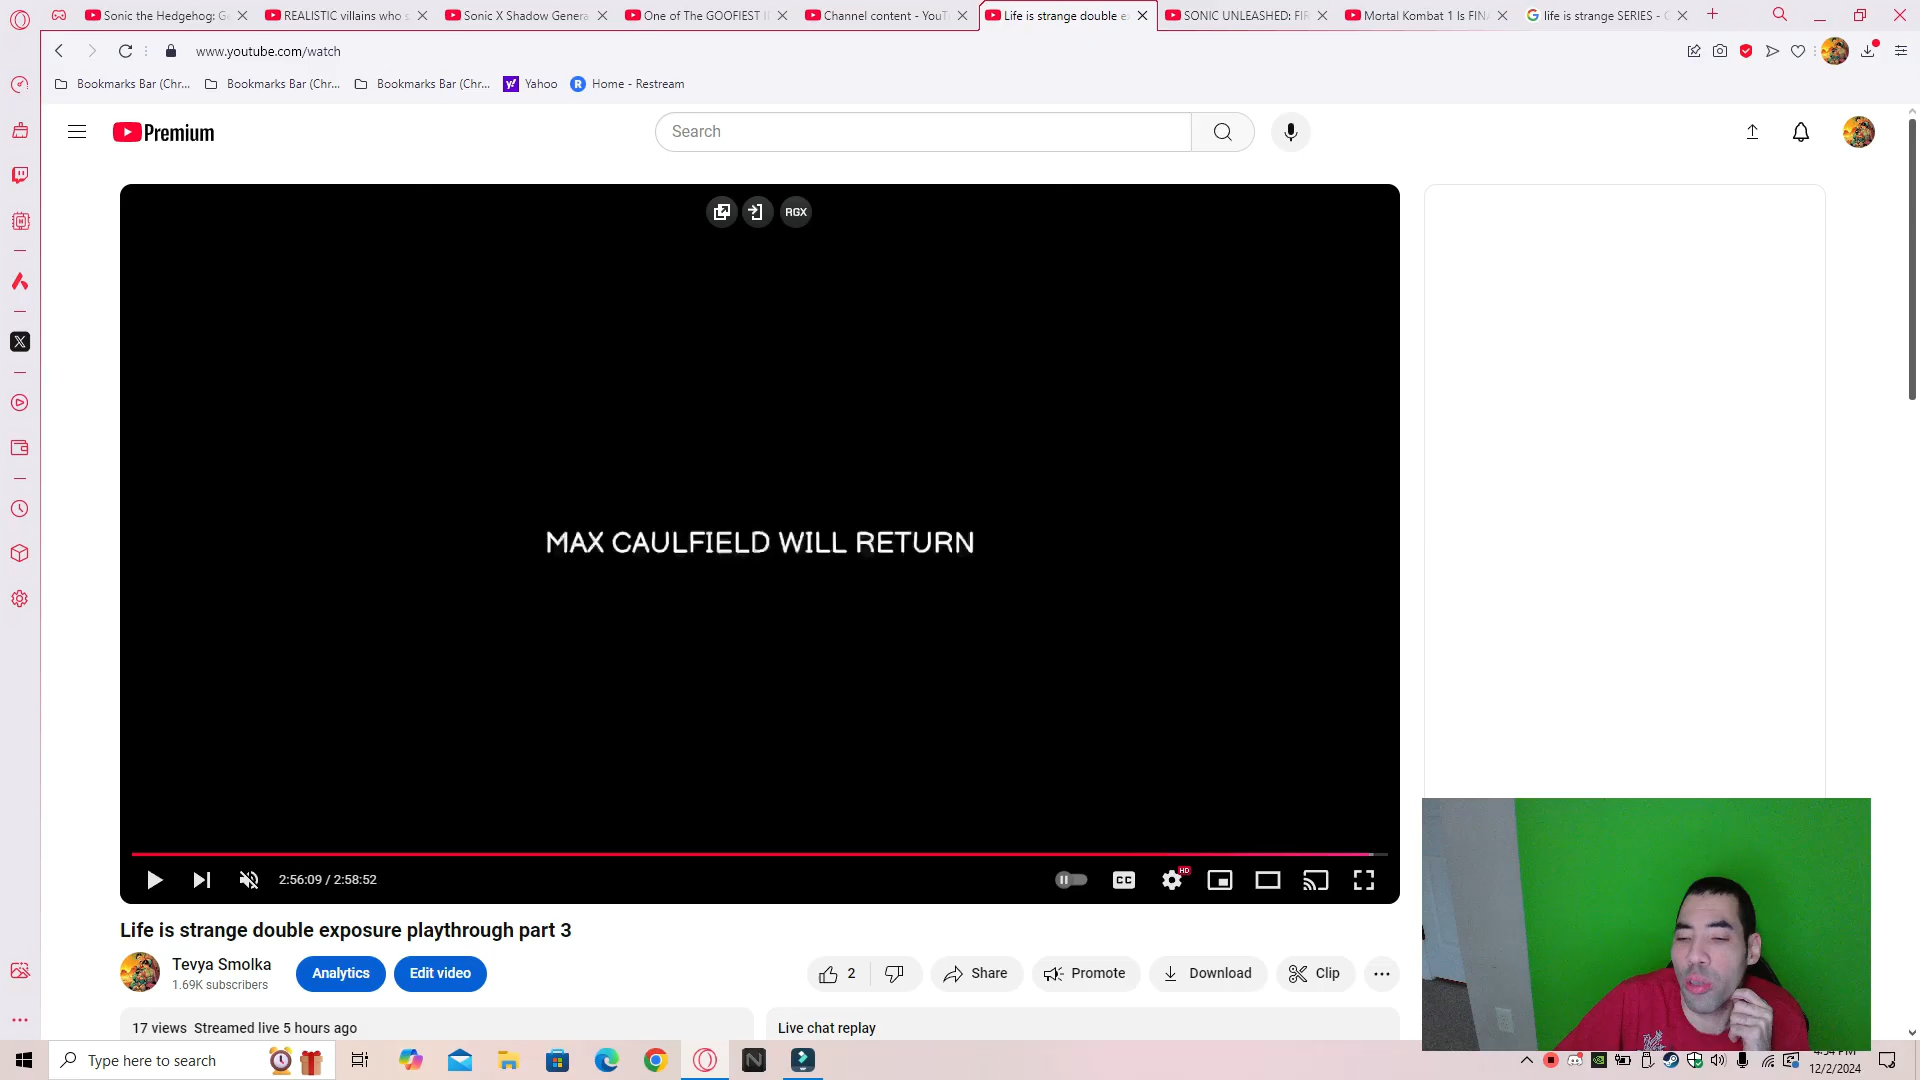 Sonic the Hedgehog: G
REALISTIC villains who s
Sonic X Shadow Genera
One of The GOOFIEST
Channel content - YouT
Life is strange double e
SONIC UNLEASHED: FIR
Mortal Kombat 1 Is FINA
life is strange SERIES -
www.youtube.com/watch
Bookmarks Bar (Chr...
Bookmarks Bar (Chr...
Bookmarks Bar (Chr...
Yahoo
Home - Restream
Premium
Search
RGX
MAX CAULFIELD WILL RETURN
2:56:09 / 2:58:52
CC
HD
Life is strange double exposure playthrough part 3
Tevya Smolka
1.69K subscribers
Analytics
Edit video
2
Share
Promote
Download
Clip
17 views Streamed live 5 hours ago
Live chat replay
Type here to search
12/2/2024